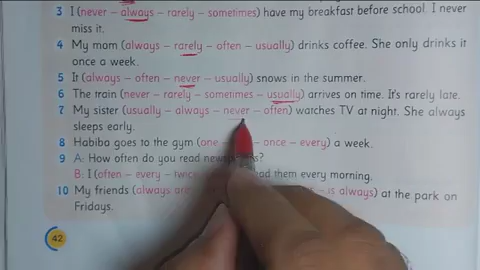 3 I (never – always – rarely – sometimes) have my breakfast before school. I never
miss it.
4 My mom (always – rarely – often – usually) drinks coffee. She only drinks it
once a week.
5 It (always – often – never – usually) snows in the summer.
6 The train (never – rarely – sometimes – usually) arrives on time. It's rarely late.
7 My sister (usually – always – never – often) watches TV at night. She always
sleeps early.
8 Habiba goes to the gym (one – – once – every) a week.
9 A: How often do you read
B: I (often – every – them every morning.
10 My friends (always – is always) at the park on
Fridays.
42